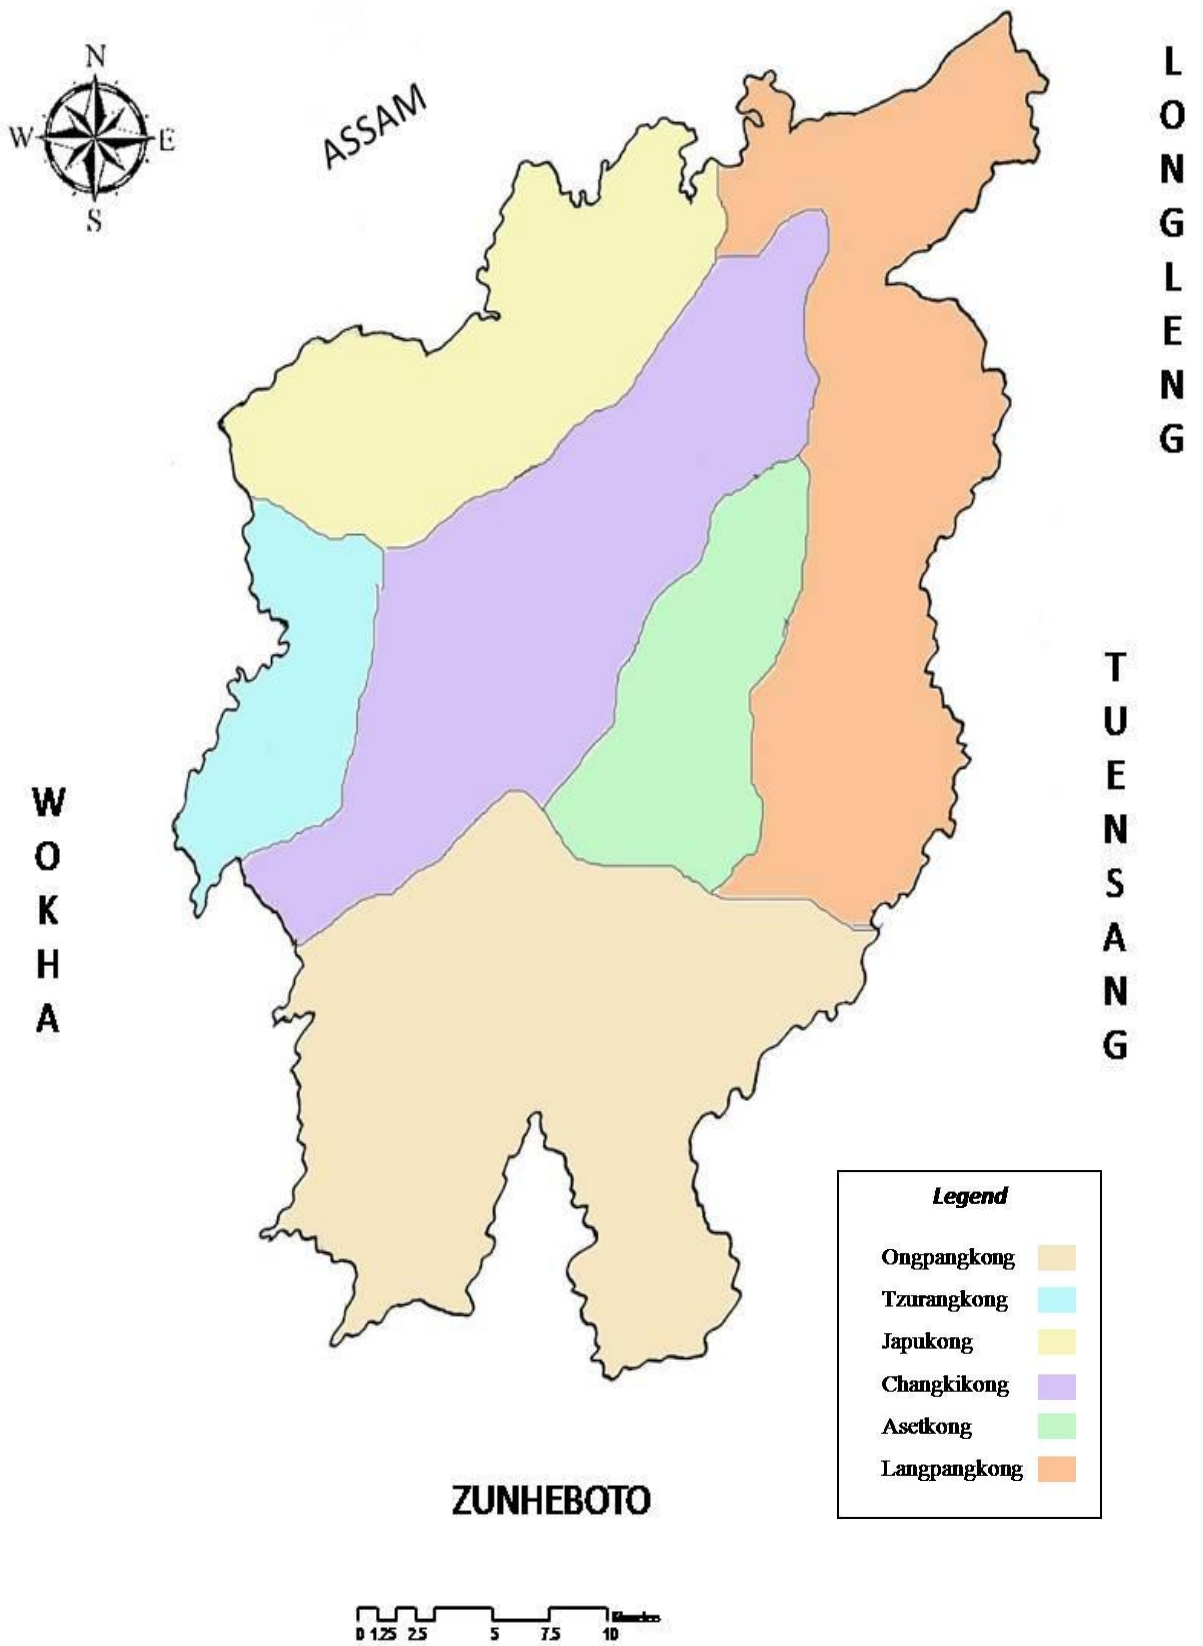 N
W E
S
ASSAM
LONGLENG
TUENSANG
WOKHA
Legend
Ongpangkong
Tzurangkong
Japukong
Changkikong
Asetkong
Langpangkong
ZUNHEBOTO
0 1.25 2.5 5 7.5 10